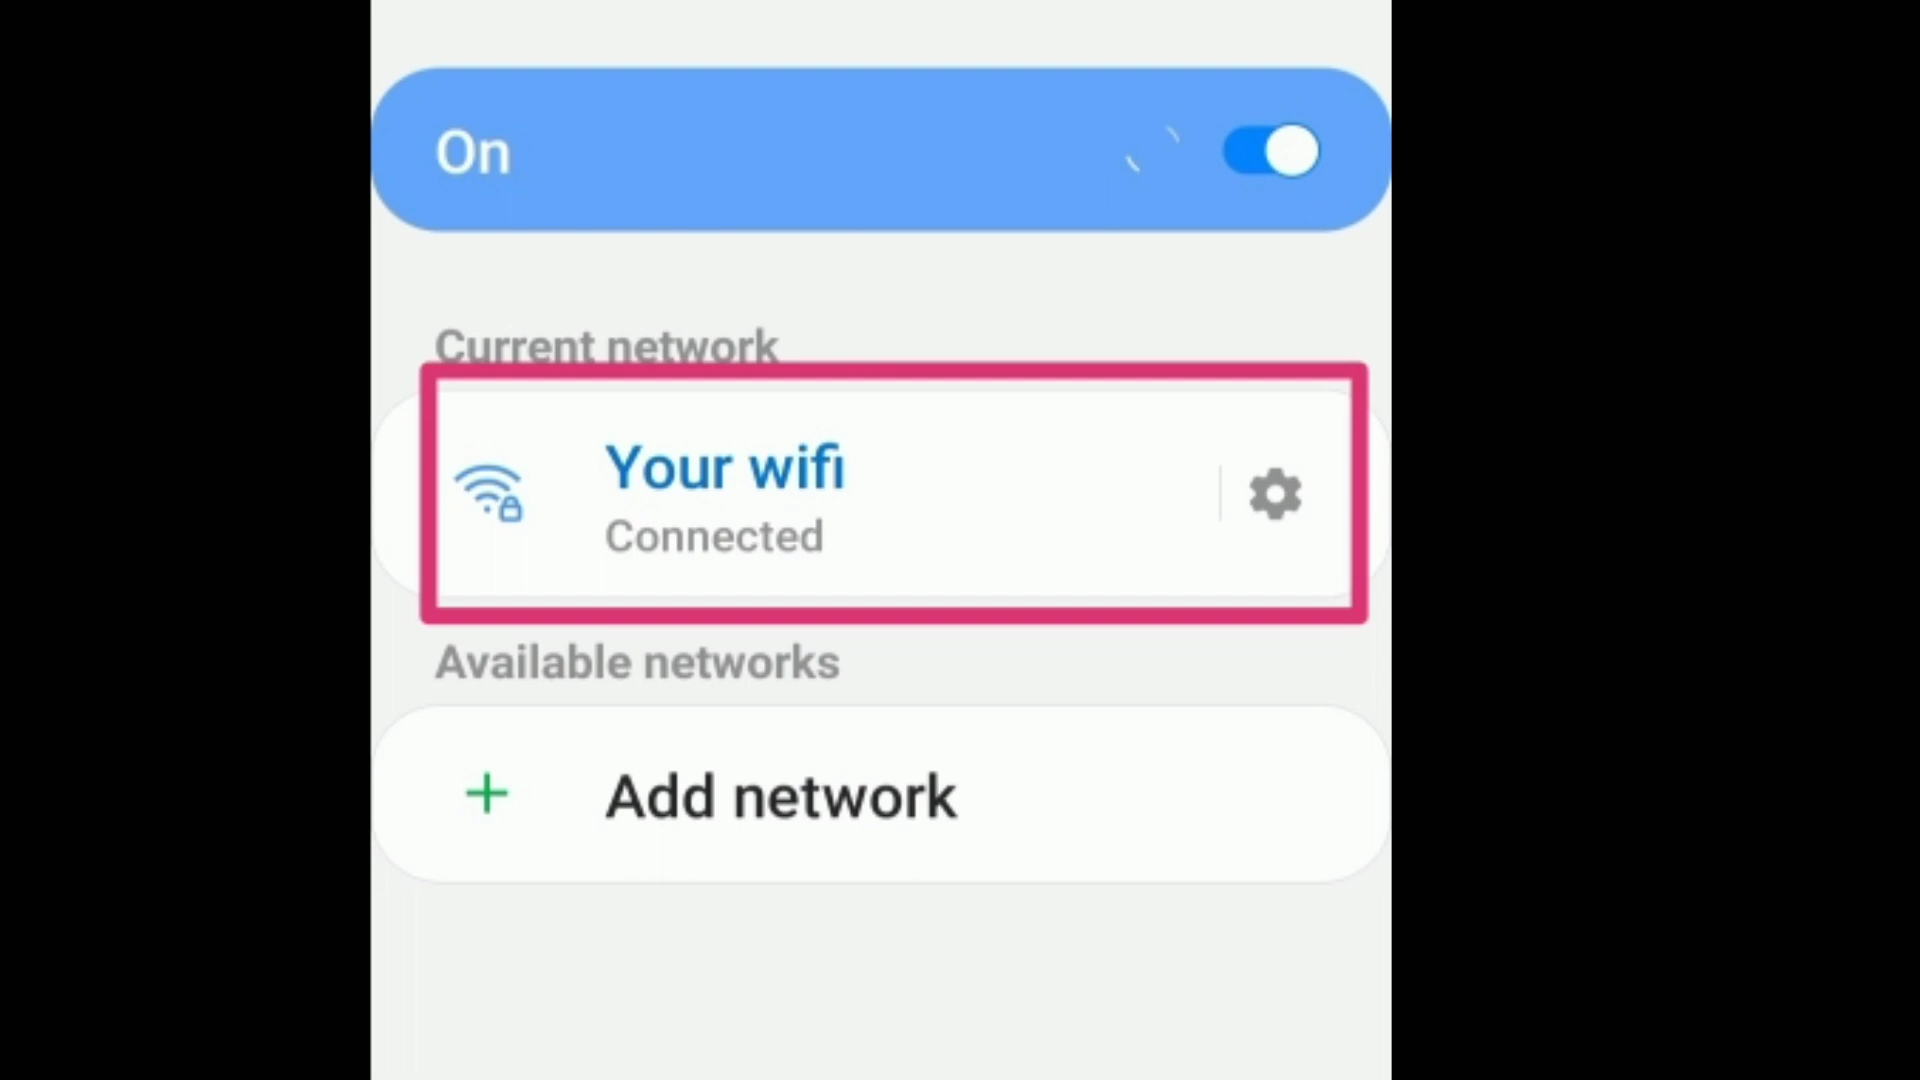 On
Current network
Your wifi
Connected
Available networks
Add network